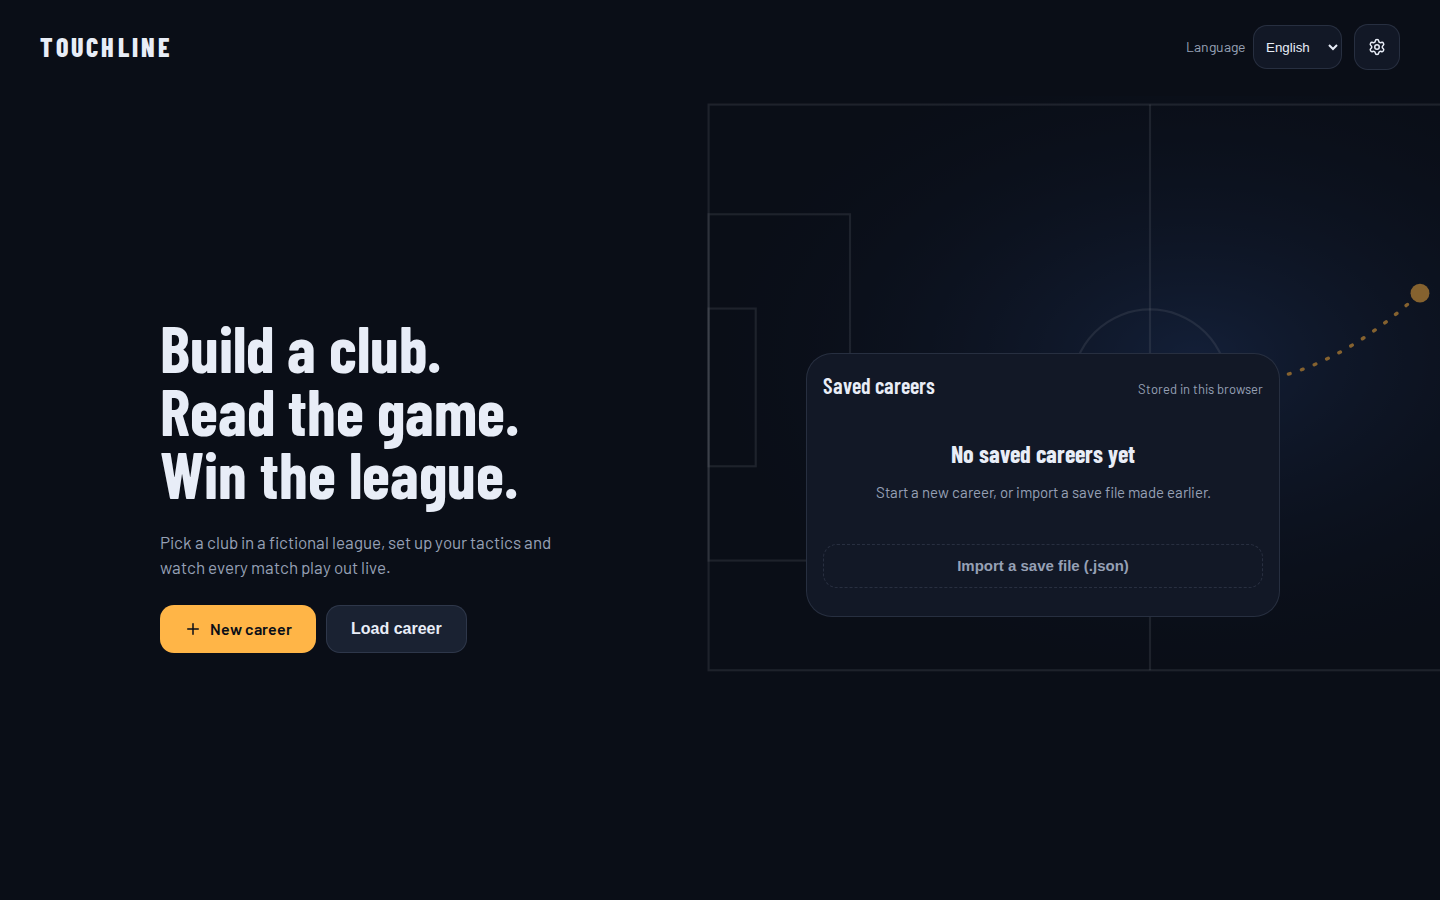 TOUCHLINE
Language
English
Build a club.
Read the game.
Win the league.
Pick a club in a fictional league, set up your tactics and
watch every match play out live.
New career
Load career
Saved careers
Stored in this browser
No saved careers yet
Start a new career, or import a save file made earlier.
Import a save file (.json)